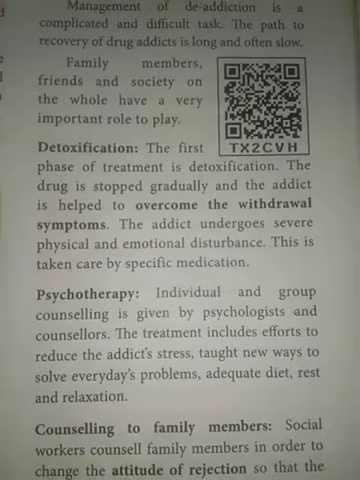 Management of de-addiction is a
complicated and difficult task. The path to
recovery of drug addicts is long and often slow.
Family members,
friends and society on
the whole have a very
important role to play.
TX2CVH
Detoxification: The first
phase of treatment is detoxification. The
drug is stopped gradually and the addict
is helped to overcome the withdrawal
symptoms. The addict undergoes severe
physical and emotional disturbance. This is
taken care by specific medication.
Psychotherapy: Individual and group
counselling is given by psychologists and
counsellors. The treatment includes efforts to
reduce the addict's stress, taught new ways to
solve everyday's problems, adequate diet, rest
and relaxation.
Counselling to family members: Social
workers counsell family members in order to
change the attitude of rejection so that the